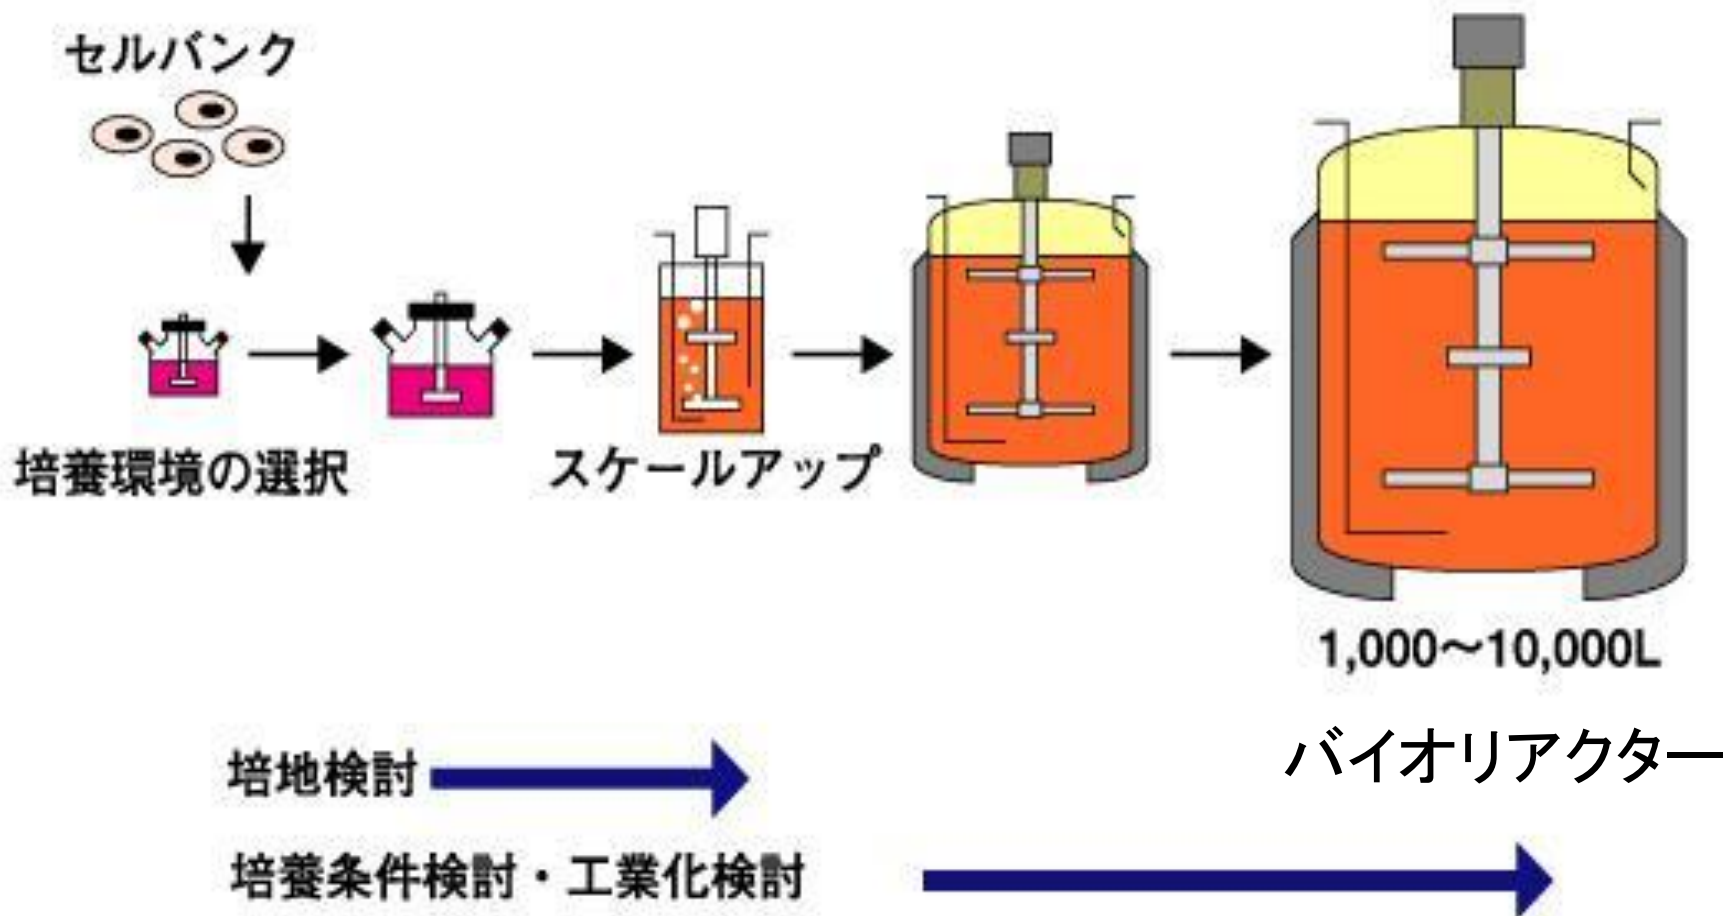 セルバンク
培養環境の選択
スケールアップ
1,000～10,000L
バイオリアクター
培地検討
培養条件検討・工業化検討